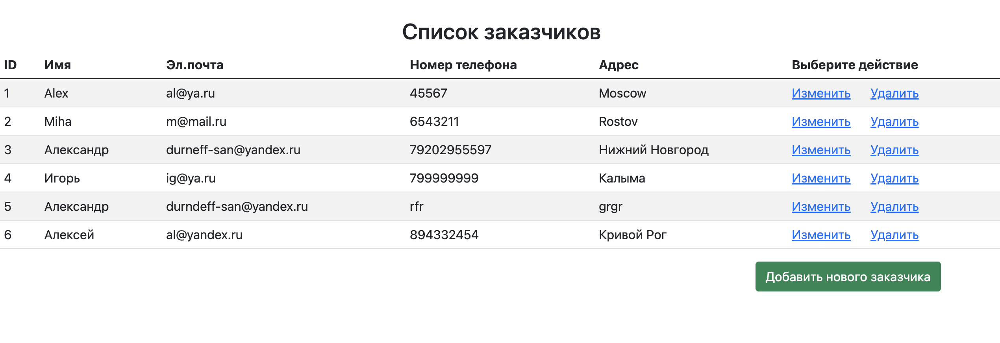 Список заказчиков
ID Имя Эл.почта Номер телефона Адрес Выберите действие
1 Alex al@ya.ru 45567 Moscow Изменить Удалить
2 Miha m@mail.ru 6543211 Rostov Изменить Удалить
3 Александр durneff-san@yandex.ru 79202955597 Нижний Новгород Изменить Удалить
4 Игорь ig@ya.ru 799999999 Калыма Изменить Удалить
5 Александр durndeff-san@yandex.ru rfr grgr Изменить Удалить
6 Алексей al@yandex.ru 894332454 Кривой Рог Изменить Удалить
Добавить нового заказчика